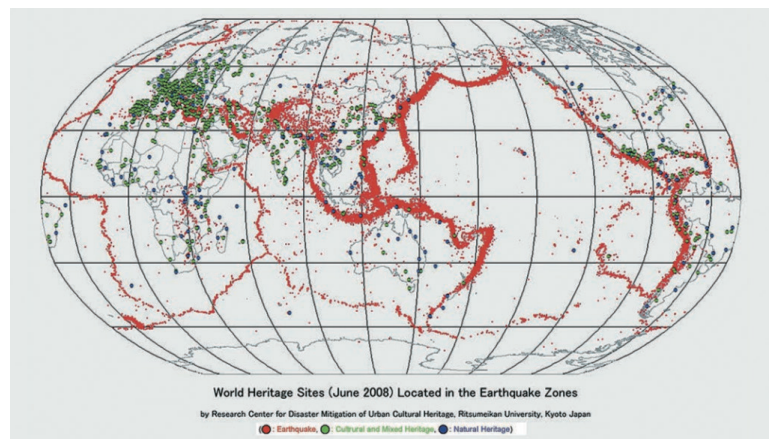 World Heritage Sites (June 2008) Located in the Earthquake Zones
by Research Center for Disaster Mitigation of Urban Cultural Heritage, Ritsumeikan University, Kyoto Japan
(: Earthquake, : Cultrural and Mixed Heritage, : Natural Heritage)